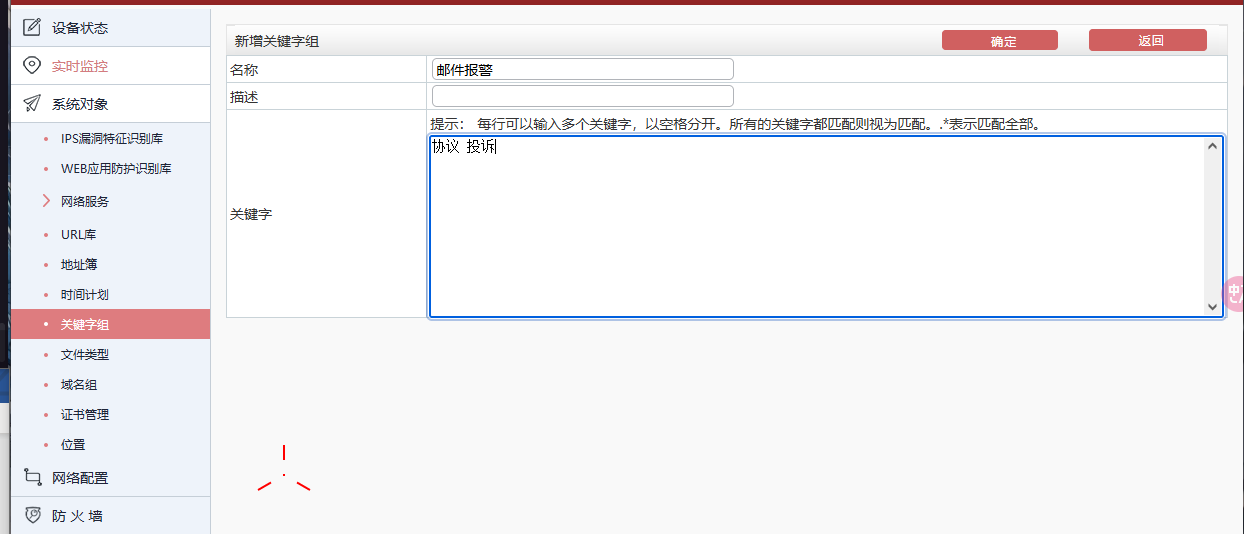 设备状态
实时监控
系统对象
IPS漏洞特征识别库
WEB应用防护识别库
网络服务
URL库
地址簿
时间计划
关键字组
文件类型
域名组
证书管理
位置
网络配置
防 火 墙
新增关键字组 确定 返回
名称 邮件报警
描述
提示： 每行可以输入多个关键字，以空格分开。所有的关键字都匹配则视为匹配。.*表示匹配全部。
关键字
协议 投诉